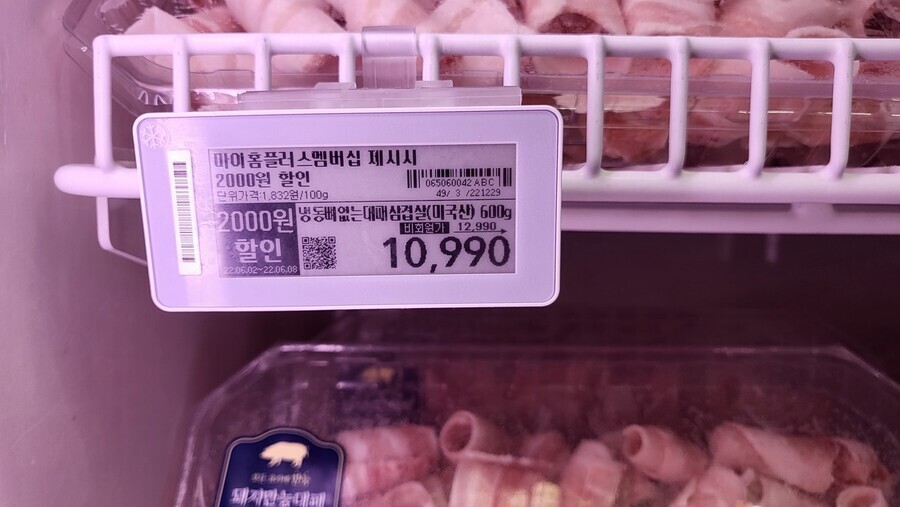 마이홈플러스멤버십 제시시
2000원 할인
단위가격:1,832원/100g
065060042 ABC
49/ 3 /221229
2000원
할인
22.06.02~22.06.08
냉동뼈없는대패삼겹살(미국산) 600g
비회원가 12,990
10,990
돼지한돈대패